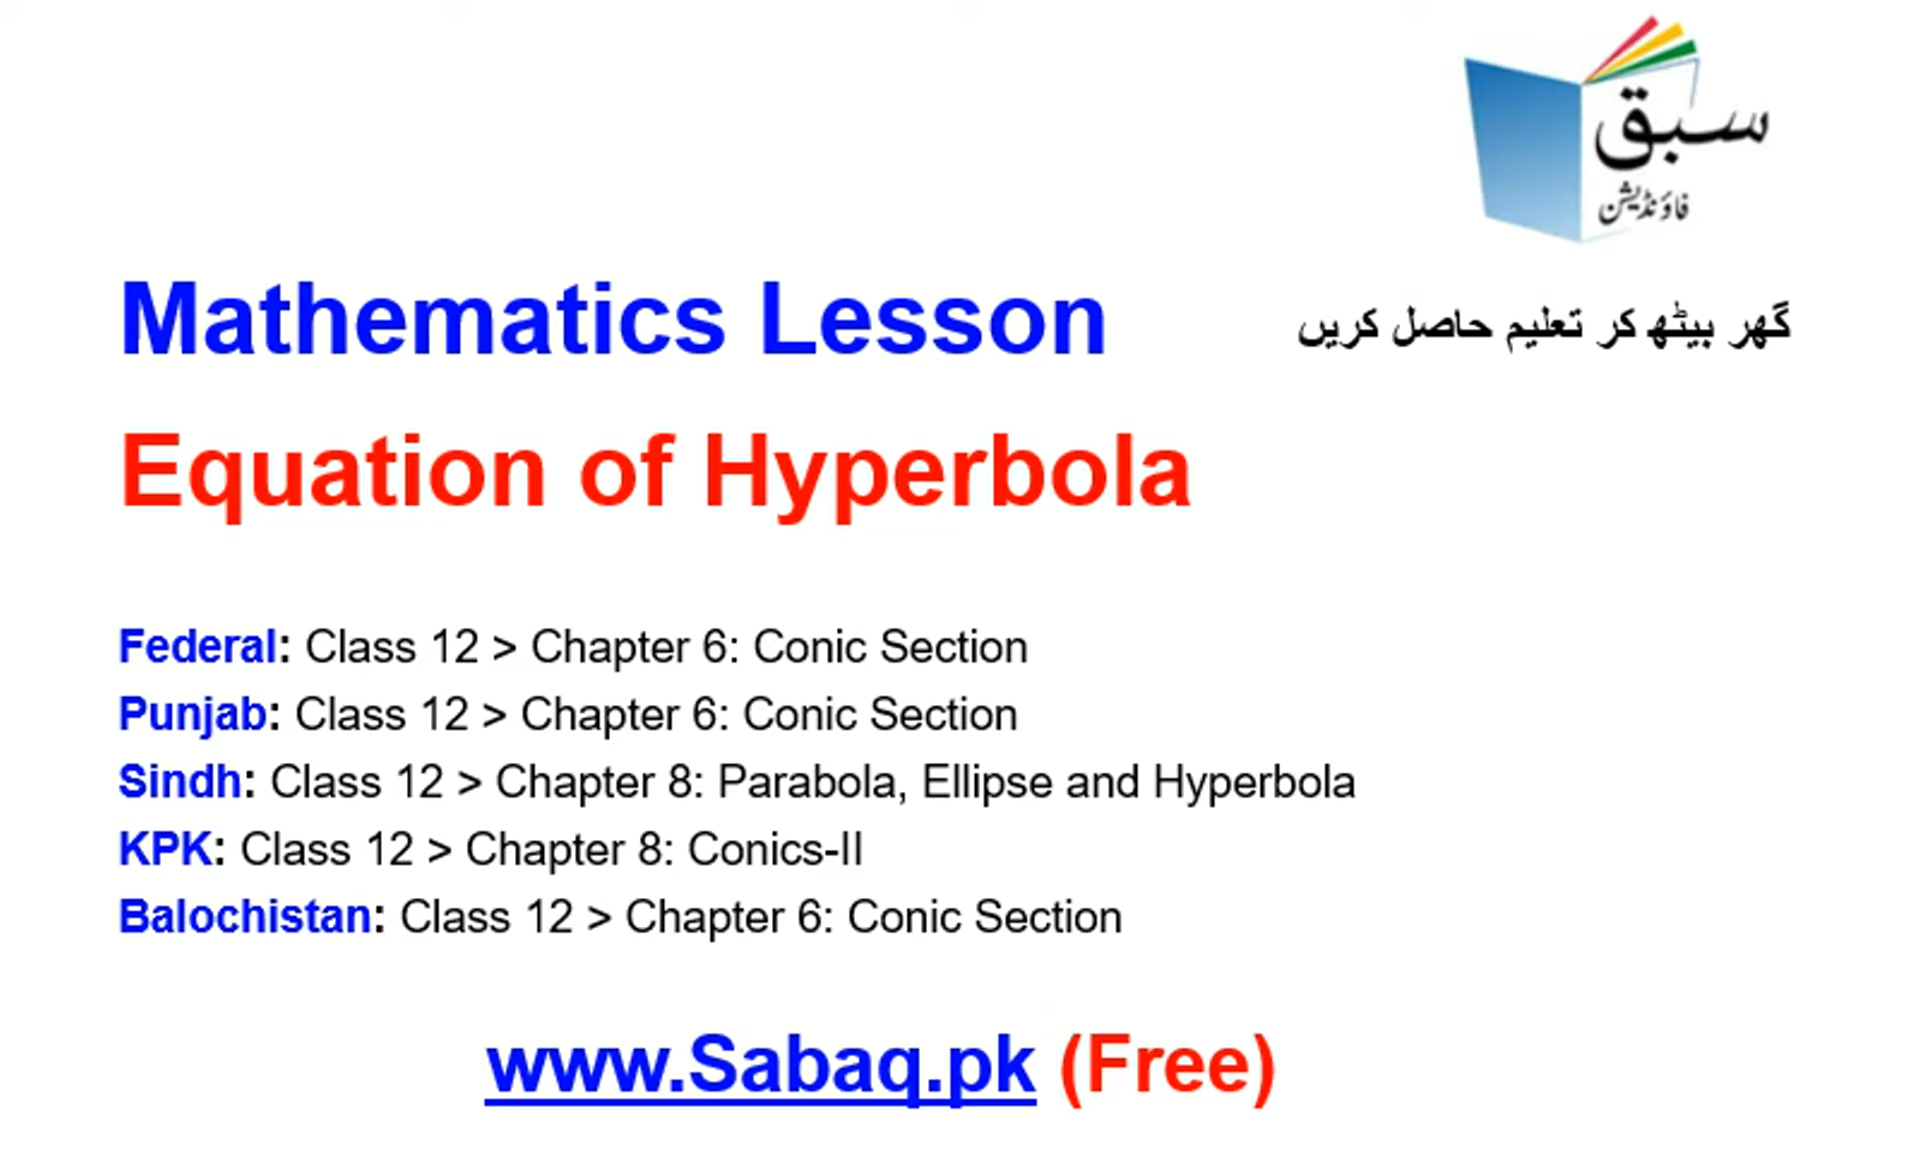 سبق
فاؤنڈیشن
Mathematics Lesson
گھر بیٹھ کر تعلیم حاصل کریں
Equation of Hyperbola
Federal: Class 12 > Chapter 6: Conic Section
Punjab: Class 12 > Chapter 6: Conic Section
Sindh: Class 12 > Chapter 8: Parabola, Ellipse and Hyperbola
KPK: Class 12 > Chapter 8: Conics-II
Balochistan: Class 12 > Chapter 6: Conic Section
www.Sabaq.pk (Free)